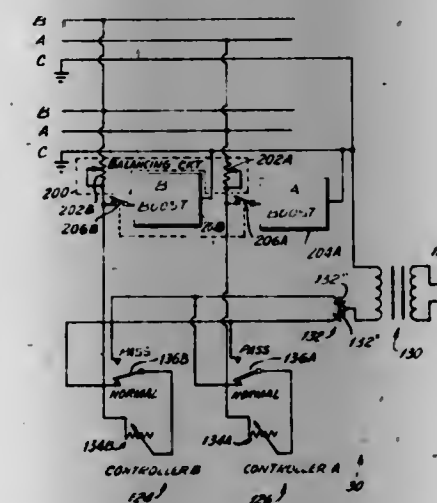 B
A
C
B
A
C
BALANCING CKT
202A
200
B
BOOST
A
BOOST
202B
206B
206A
204A
132"
132
132"
130
PASS
136B
PASS
136A
NORMAL
NORMAL
134B
134A
CONTROLLER B
CONTROLLER A
124
30